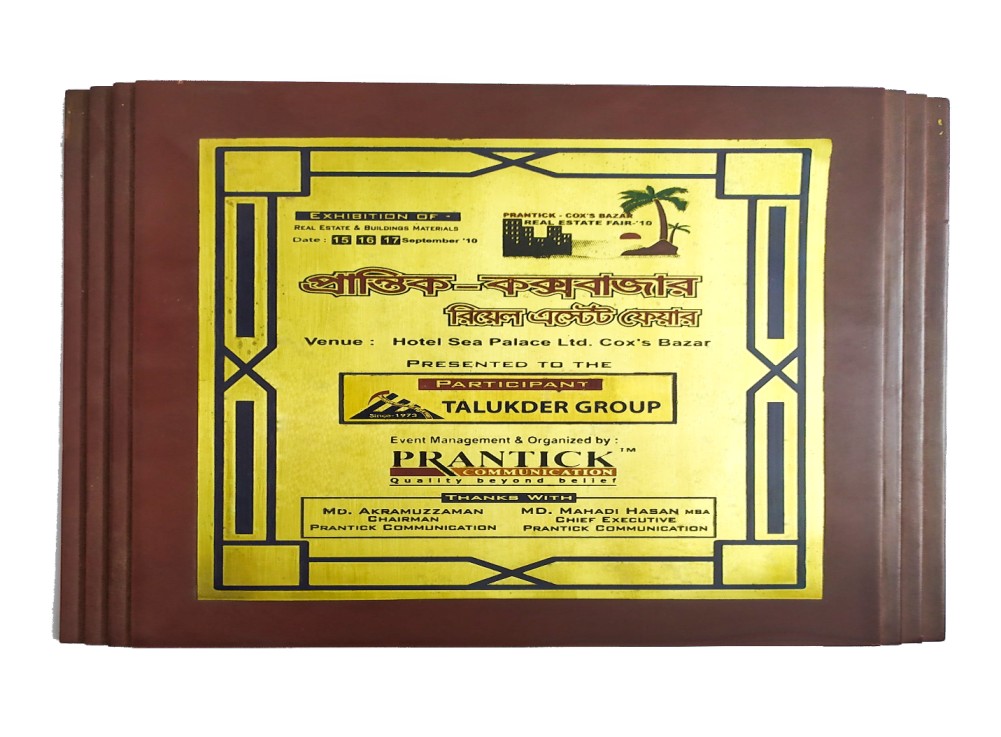 EXHIBITION OF -
REAL ESTATE & BUILDINGS MATERIALS
Date : 15 16 17 September '10
PRANTICK - COX'S BAZAR
REAL ESTATE FAIR-'10
প্রান্তিক-কক্সবাজার
রিয়েল এস্টেট ফেয়ার
Venue : Hotel Sea Palace Ltd. Cox's Bazar
PRESENTED TO THE
PARTICIPANT
Since-1973
TALUKDER GROUP
Event Management & Organized by :
PRANTICK™
COMMUNICATION
Quality beyond belief
THANKS WITH
MD. AKRAMUZZAMAN
CHAIRMAN
PRANTICK COMMUNICATION
MD. MAHADI HASAN MBA
CHIEF EXECUTIVE
PRANTICK COMMUNICATION